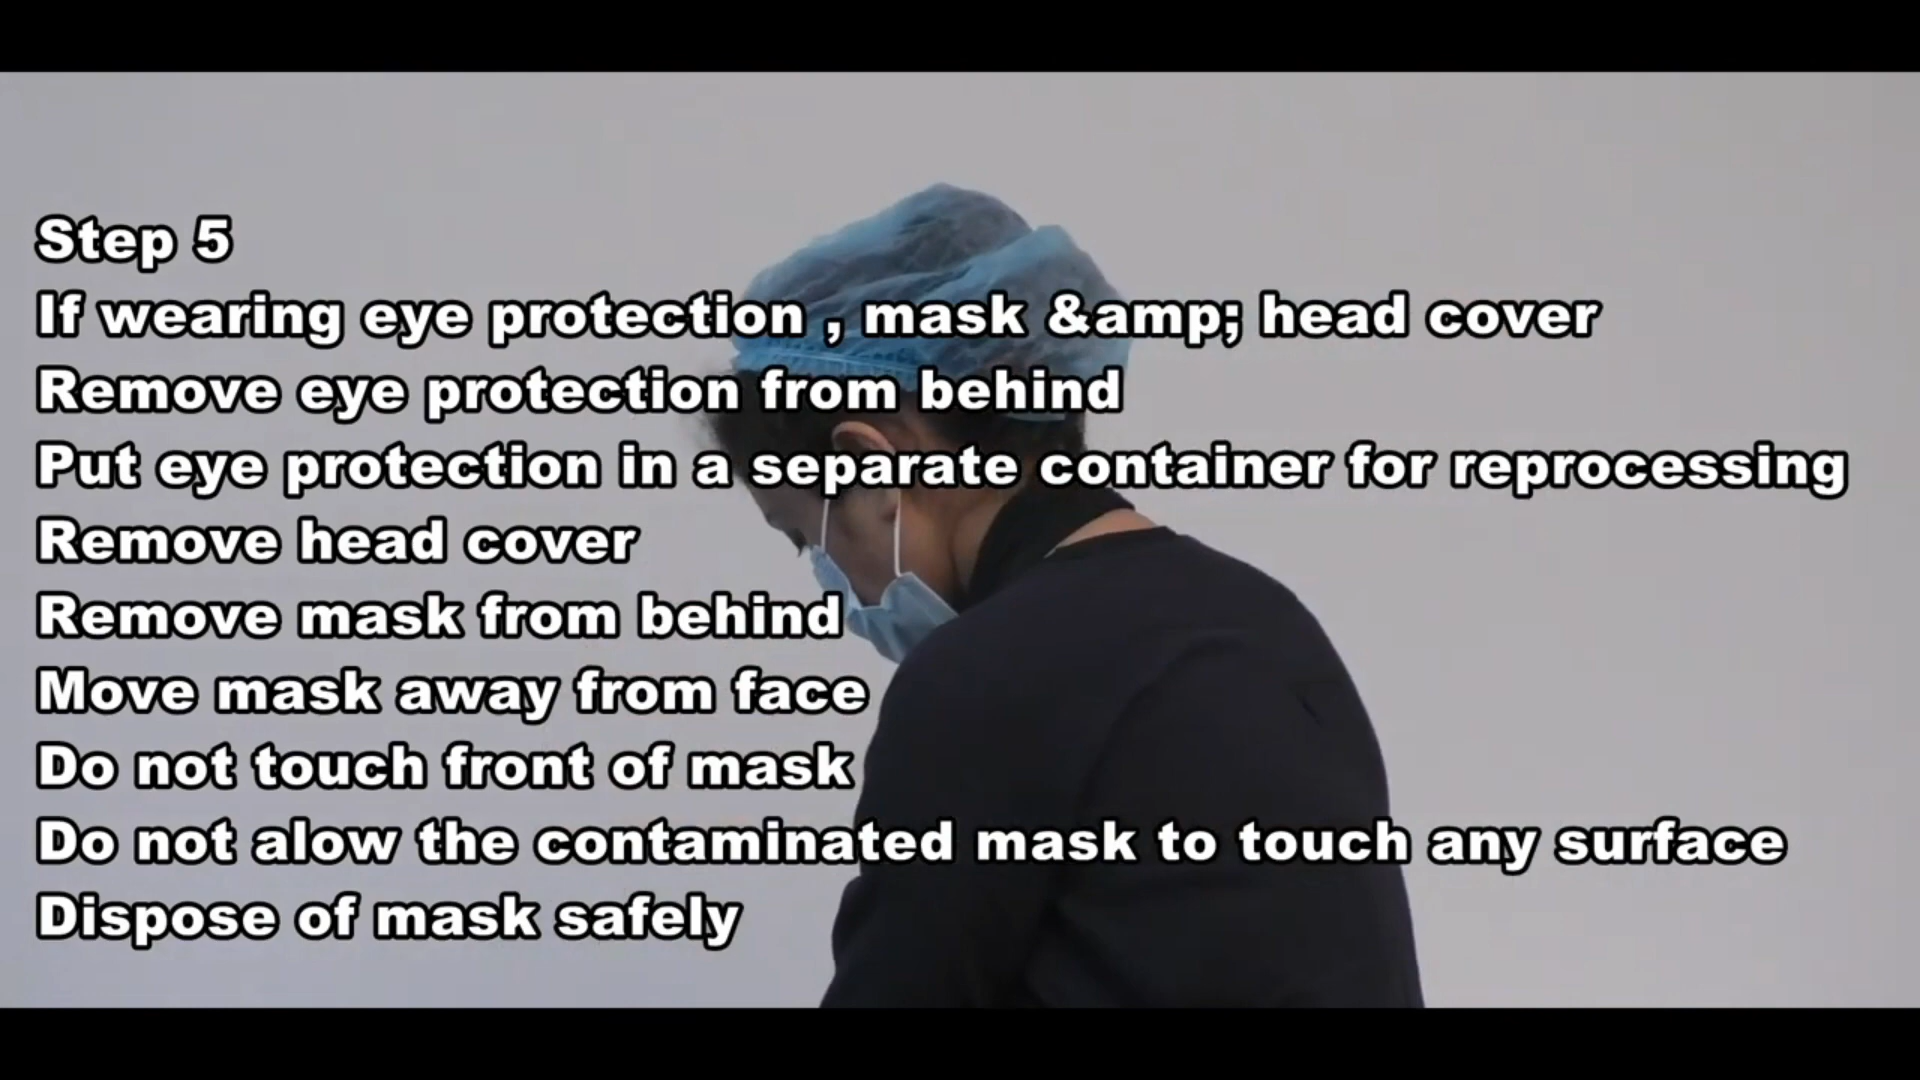 Step 5
If wearing eye protection , mask &amp; head cover
Remove eye protection from behind
Put eye protection in a separate container for reprocessing
Remove head cover
Remove mask from behind
Move mask away from face
Do not touch front of mask
Do not alow the contaminated mask to touch any surface
Dispose of mask safely